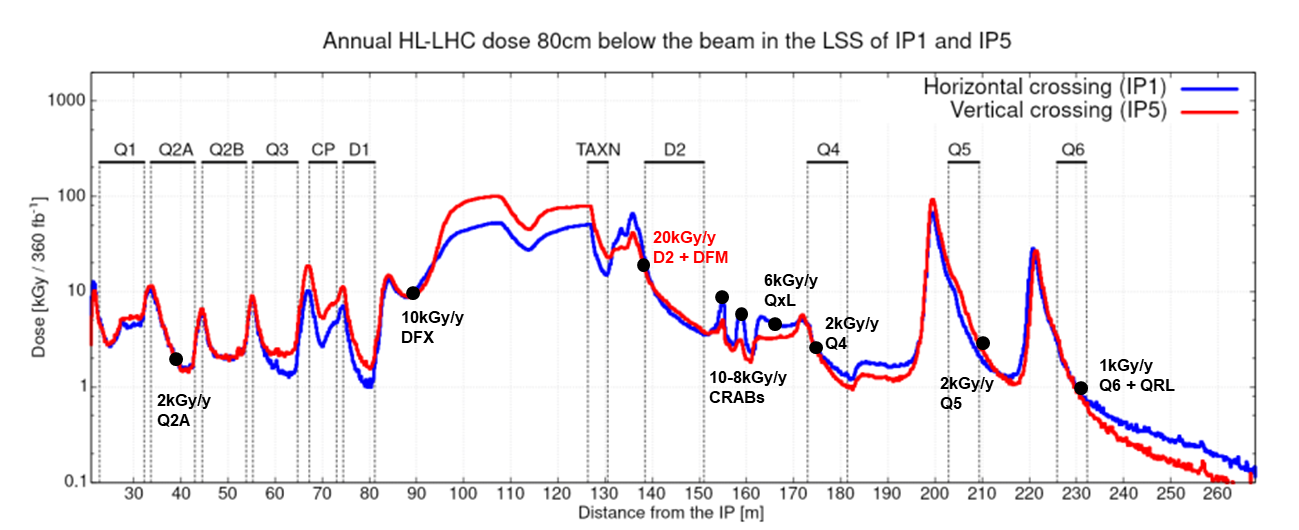 Annual HL-LHC dose 80cm below the beam in the LSS of IP1 and IP5
Horizontal crossing (IP1)
Vertical crossing (IP5)
Dose [kGy / 360 fb⁻¹]
1000
100
10
1
0.1
Q1 Q2A Q2B Q3 CP D1 TAXN D2 Q4 Q5 Q6
20kGy/y
D2 + DFM
6kGy/y
QxL
10kGy/y
DFX
2kGy/y
Q4
2kGy/y
Q2A
10-8kGy/y
CRABs
2kGy/y
Q5
1kGy/y
Q6 + QRL
30 40 50 60 70 80 90 100 110 120 130 140 150 160 170 180 190 200 210 220 230 240 250 260
Distance from the IP [m]